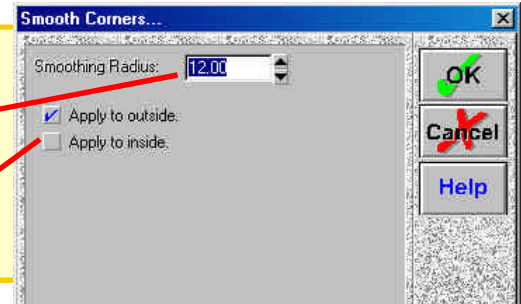 Smooth Corners...
Smoothing Radius: 12.00
Apply to outside.
Apply to inside.
OK
Cancel
Help